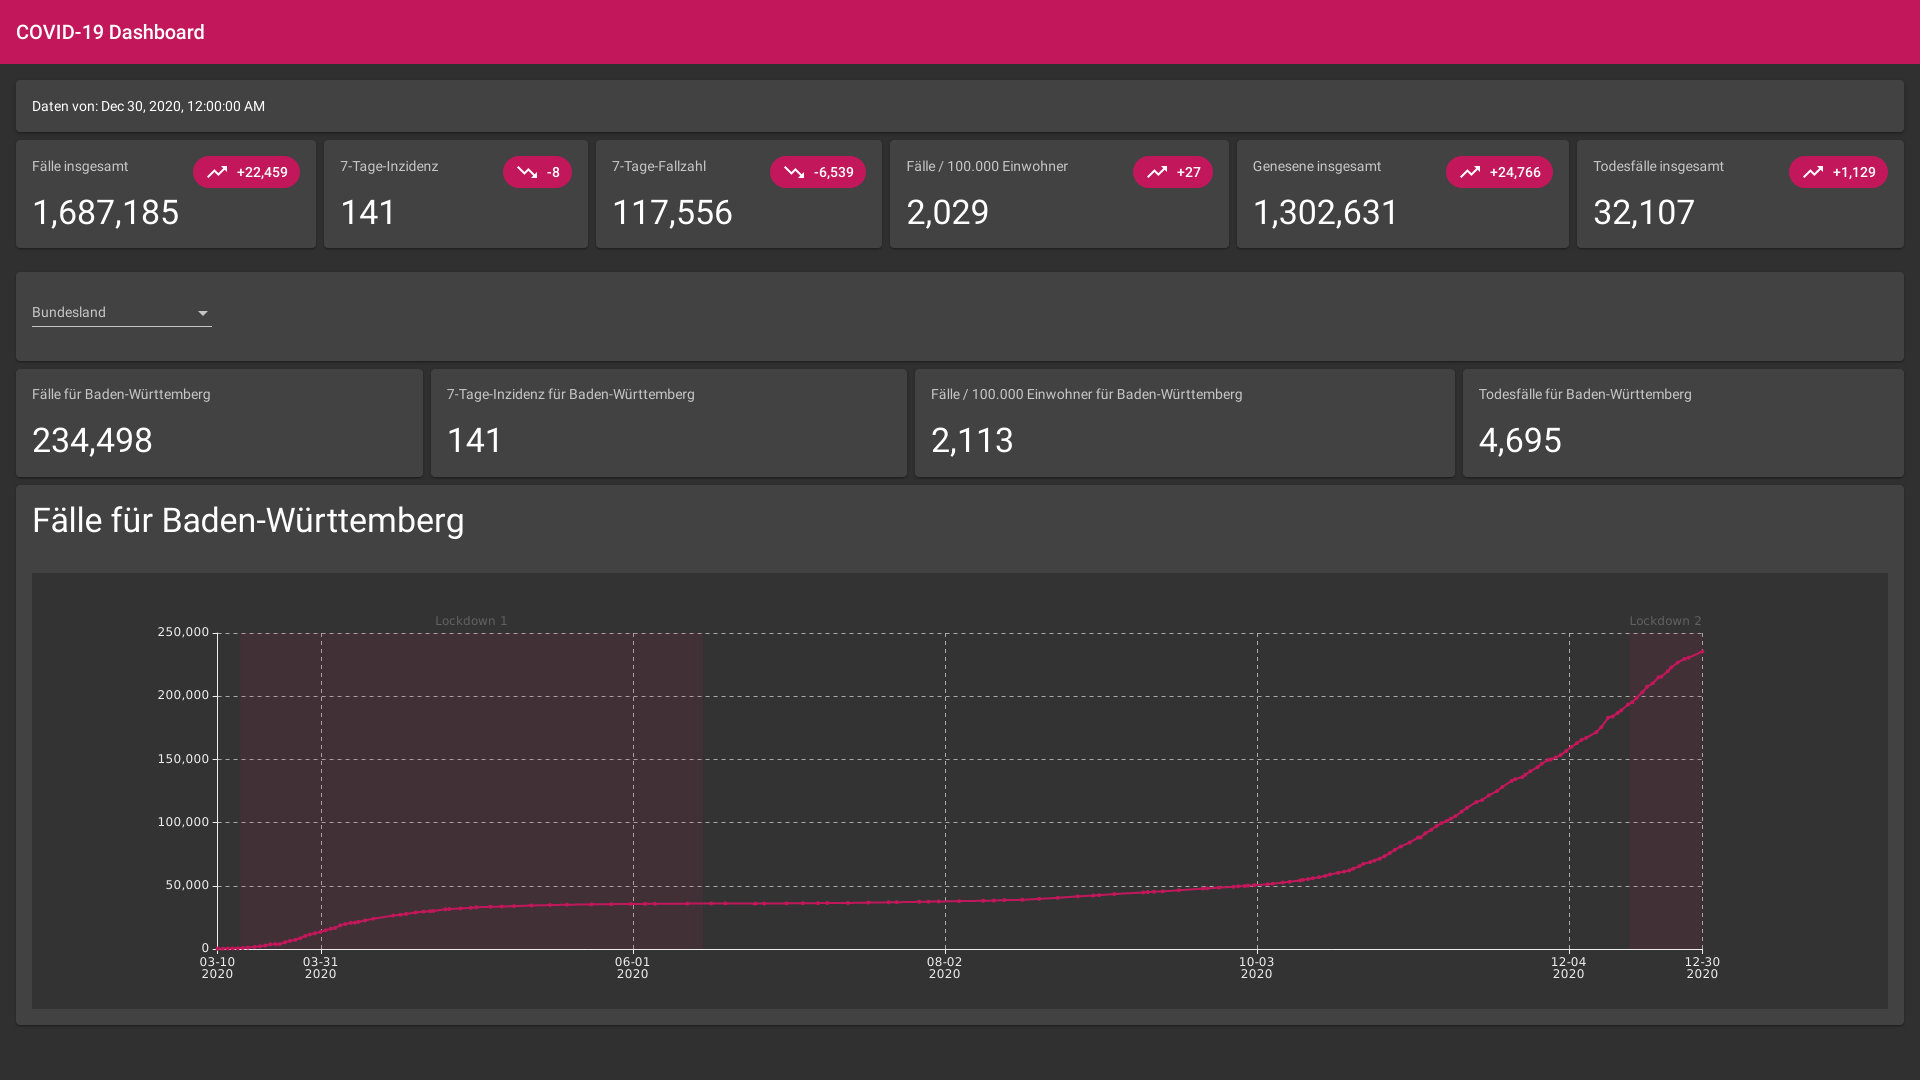 COVID-19 Dashboard
Daten von: Dec 30, 2020, 12:00:00 AM
Fälle insgesamt
+22,459
1,687,185
7-Tage-Inzidenz
-8
141
7-Tage-Fallzahl
-6,539
117,556
Fälle / 100.000 Einwohner
+27
2,029
Genesene insgesamt
+24,766
1,302,631
Todesfälle insgesamt
+1,129
32,107
Bundesland
Fälle für Baden-Württemberg
234,498
7-Tage-Inzidenz für Baden-Württemberg
141
Fälle / 100.000 Einwohner für Baden-Württemberg
2,113
Todesfälle für Baden-Württemberg
4,695
Fälle für Baden-Württemberg
Lockdown 1
Lockdown 2
250,000
200,000
150,000
100,000
50,000
0
03-10
2020
03-31
2020
06-01
2020
08-02
2020
10-03
2020
12-04
2020
12-30
2020